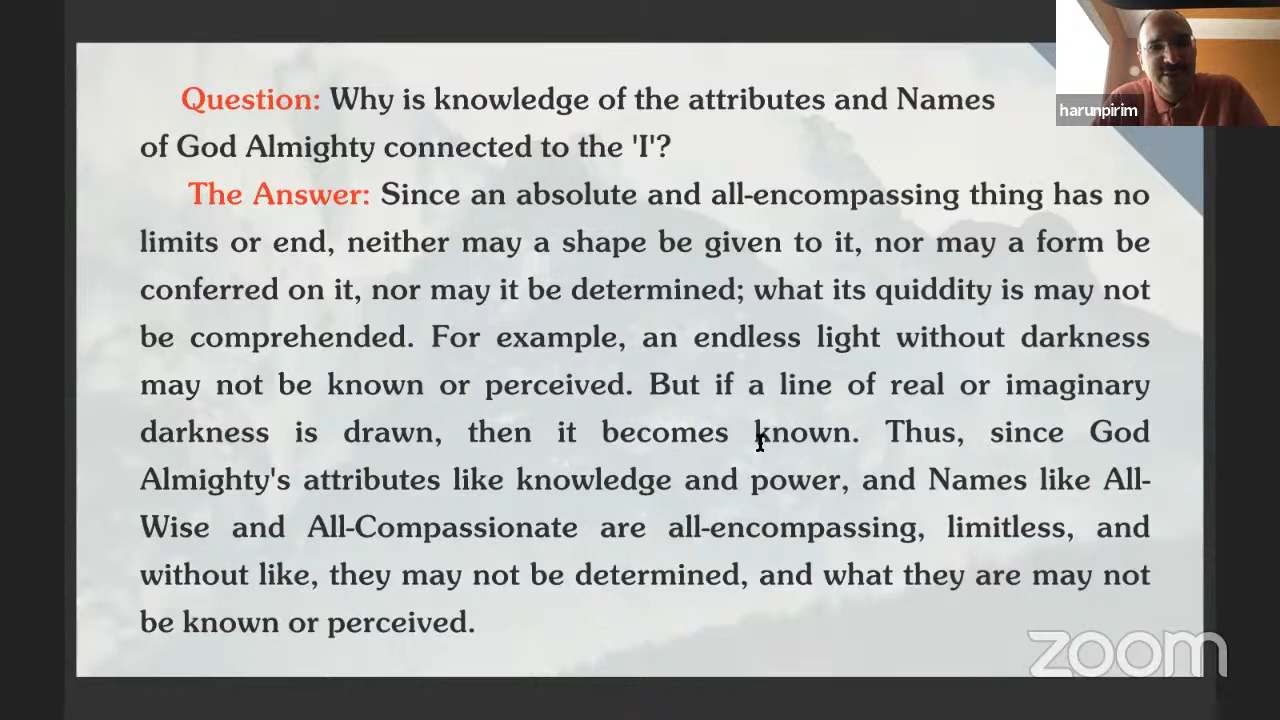 harunpirim
Question: Why is knowledge of the attributes and Names
of God Almighty connected to the 'I'?
The Answer: Since an absolute and all-encompassing thing has no
limits or end, neither may a shape be given to it, nor may a form be
conferred on it, nor may it be determined; what its quiddity is may not
be comprehended. For example, an endless light without darkness
may not be known or perceived. But if a line of real or imaginary
darkness is drawn, then it becomes known. Thus, since God
Almighty's attributes like knowledge and power, and Names like All-
Wise and All-Compassionate are all-encompassing, limitless, and
without like, they may not be determined, and what they are may not
be known or perceived.
zoom